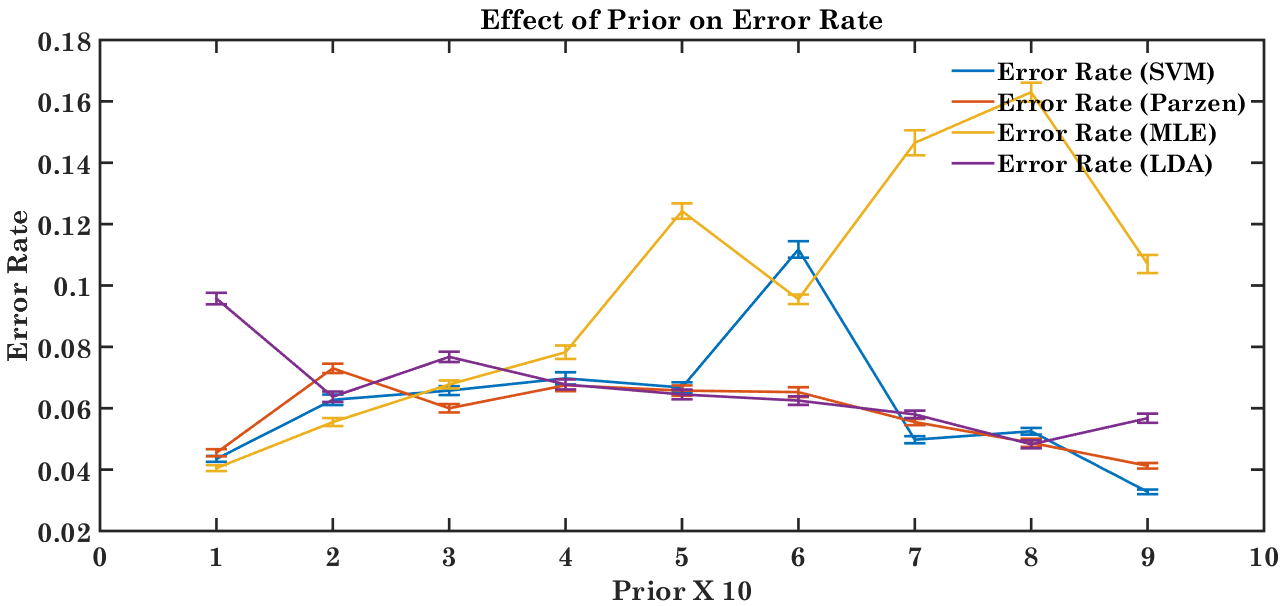 Effect of Prior on Error Rate
0.18
0.16
0.14
0.12
0.1
0.08
0.06
0.04
0.02
Error Rate
Error Rate (SVM)
Error Rate (Parzen)
Error Rate (MLE)
Error Rate (LDA)
0 1 2 3 4 5 6 7 8 9 10
Prior X 10